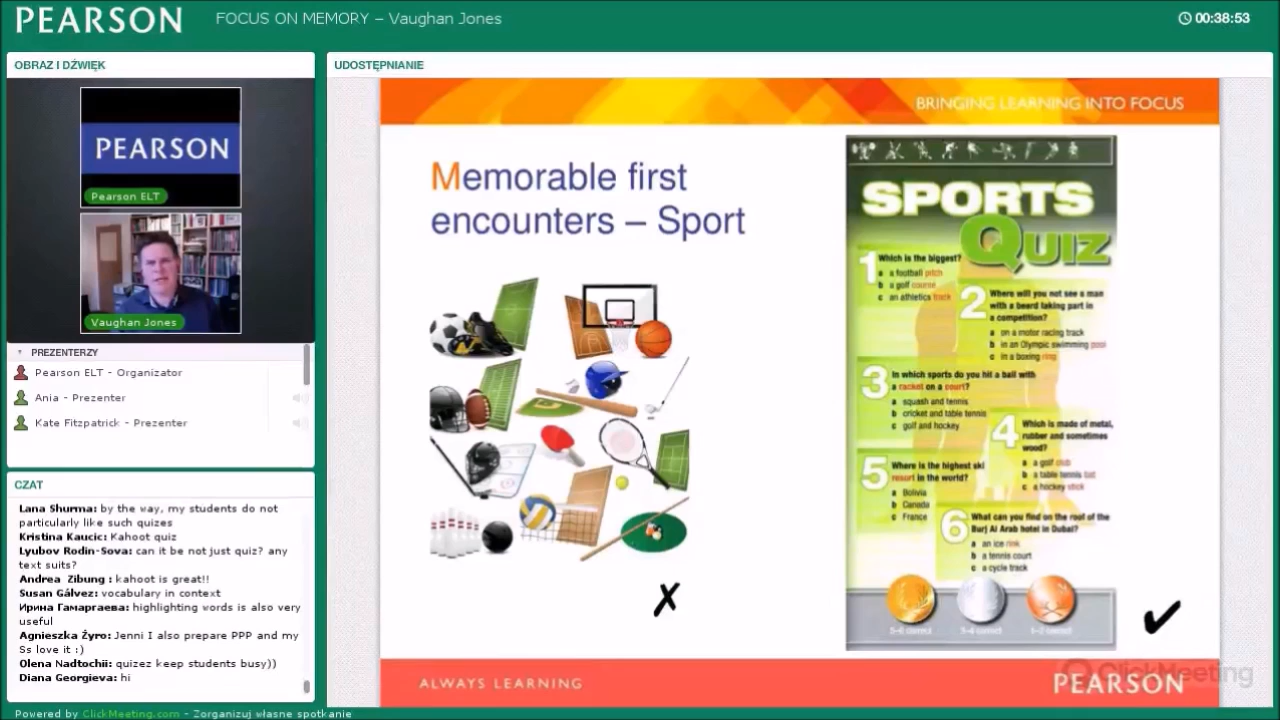 PEARSON
FOCUS ON MEMORY – Vaughan Jones
00:38:53
OBRAZ I DŹWIĘK
PEARSON
Pearson ELT
Vaughan Jones
PREZENTERZY
Pearson ELT - Organizator
Ania - Prezenter
Kate Fitzpatrick - Prezenter
CZAT
Lana Shurma: by the way, my students do not
particularly like such quizes
Kristina Kaucic: Kahoot quiz
Lyubov Rodin-Sova: can it be not just quiz? any
text suits?
Andrea Zibung : kahoot is great!!
Susan Gálvez: vocabulary in context
Ирина Гамаргаева: highlighting words is also very
useful
Agnieszka Żyro: Jenni I also prepare PPP and my
Ss love it :)
Olena Nadtochii: quizez keep students busy))
Diana Georgieva: hi
UDOSTĘPNIANIE
BRINGING LEARNING INTO FOCUS
Memorable first
encounters – Sport
SPORTS
QUIZ
1 Which is the biggest?
a a football pitch
b a golf course
c an athletics track
2 Where will you not see a man
with a beard taking part in
a competition?
a on a motor racing track
b in an Olympic swimming pool
c in a boxing ring
3 In which sports do you hit a ball with
a racket on a court?
a squash and tennis
b cricket and table tennis
c golf and hockey
4 Which is made of metal,
rubber and sometimes
wood?
a a golf club
b a table tennis bat
c a hockey stick
5 Where is the highest ski
resort in the world?
a Bolivia
b Canada
c France
6 What can you find on the roof of the
Burj Al Arab hotel in Dubai?
a an ice rink
b a tennis court
c a cycle track
5–6 correct
3–4 correct
1–2 correct
ALWAYS LEARNING
PEARSON
ClickMeeting
Powered by ClickMeeting.com - Zorganizuj własne spotkanie